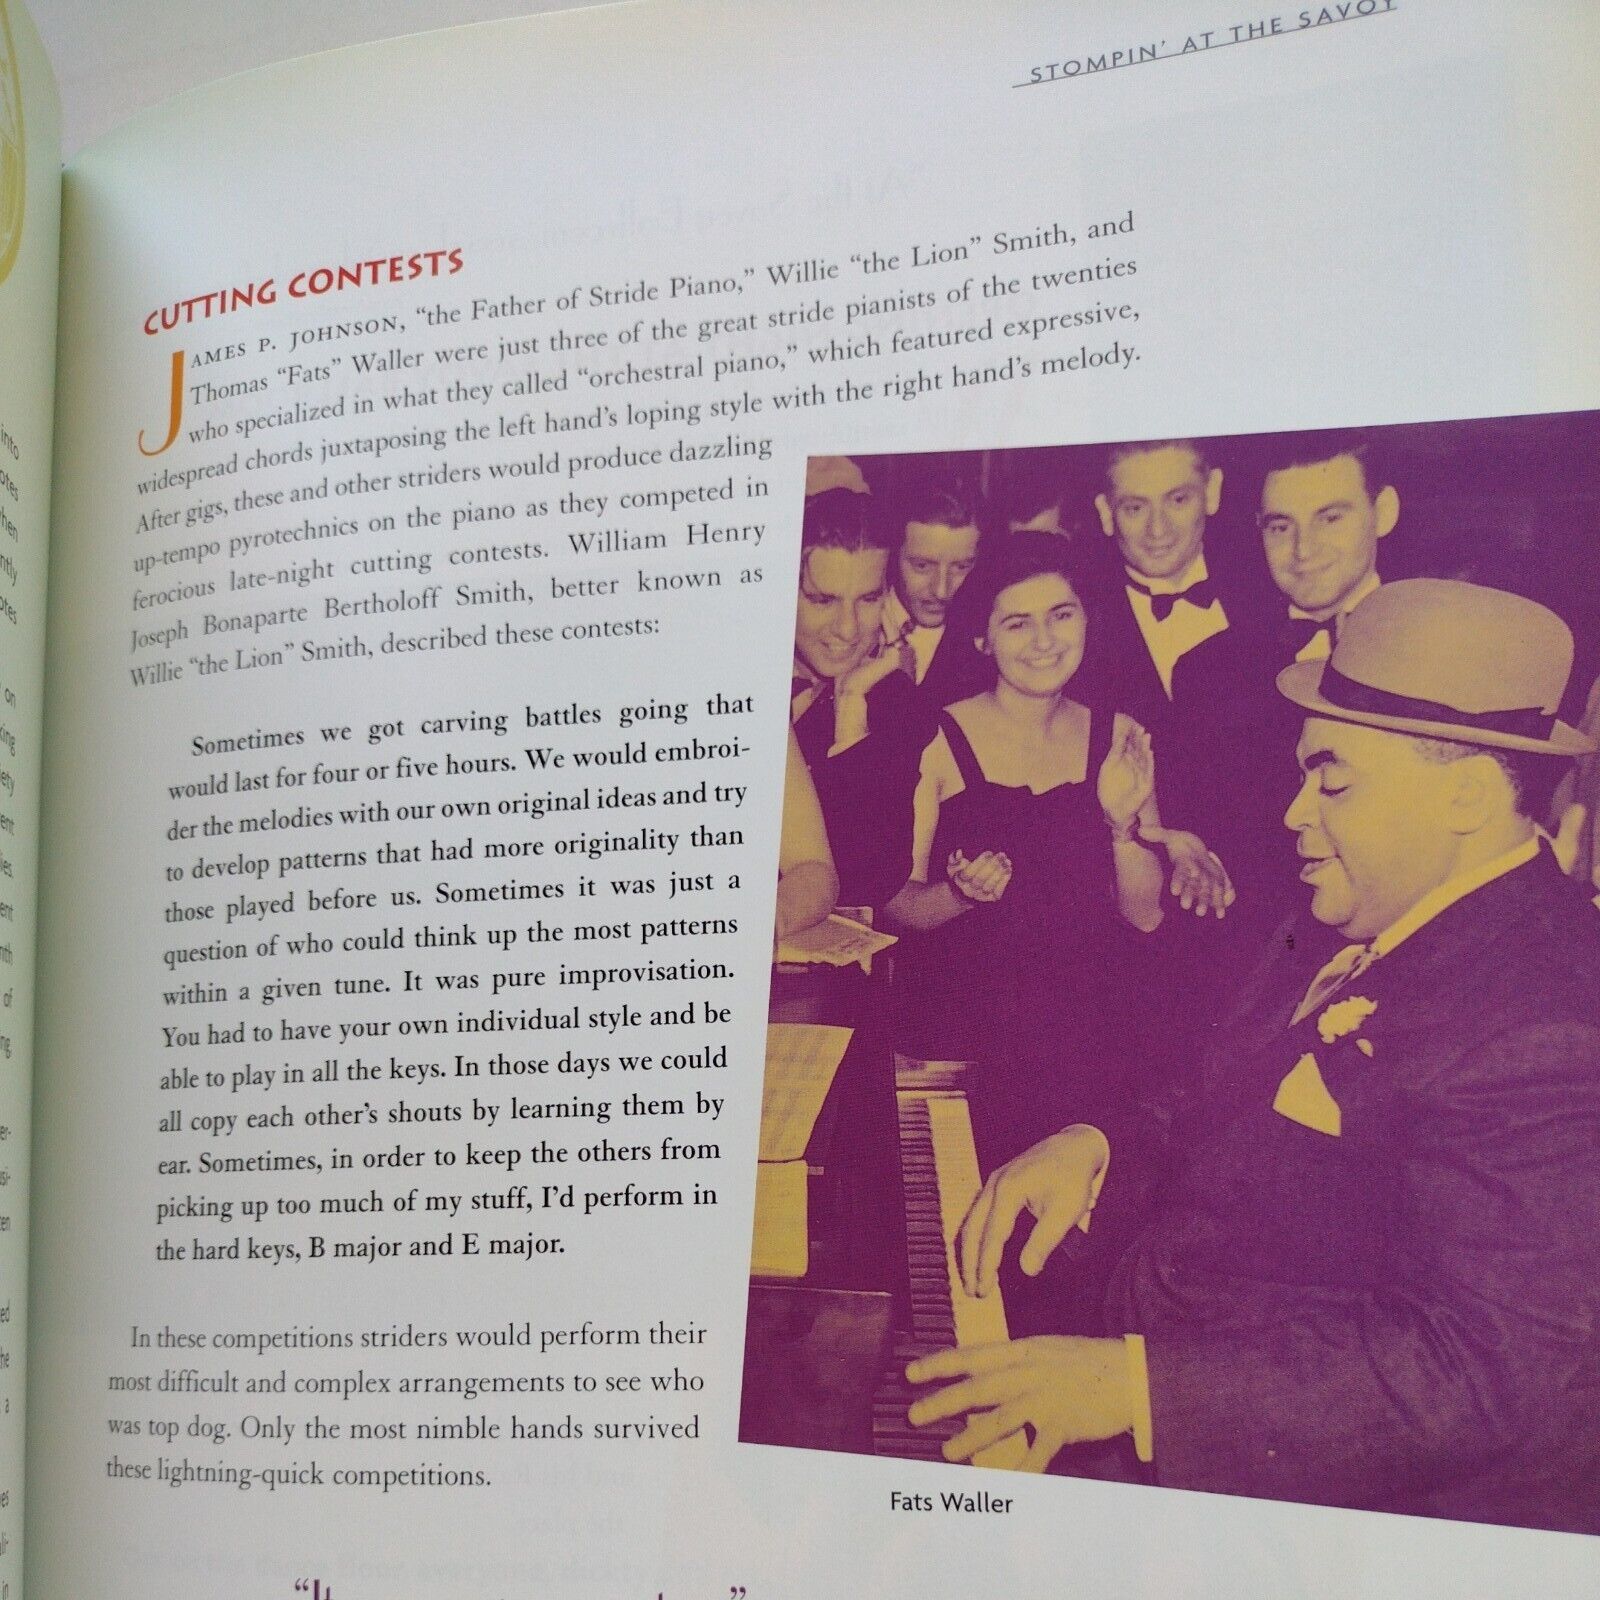 STOMPIN' AT THE SAVOY
CUTTING CONTESTS
JAMES P. JOHNSON, “the Father of Stride Piano,” Willie “the Lion” Smith, and
Thomas “Fats” Waller were just three of the great stride pianists of the twenties
who specialized in what they called “orchestral piano,” which featured expressive,
widespread chords juxtaposing the left hand’s loping style with the right hand’s melody.
After gigs, these and other striders would produce dazzling
up-tempo pyrotechnics on the piano as they competed in
ferocious late-night cutting contests. William Henry
Joseph Bonaparte Bertholoff Smith, better known as
Willie “the Lion” Smith, described these contests:
Sometimes we got carving battles going that
would last for four or five hours. We would embroi-
der the melodies with our own original ideas and try
to develop patterns that had more originality than
those played before us. Sometimes it was just a
question of who could think up the most patterns
within a given tune. It was pure improvisation.
You had to have your own individual style and be
able to play in all the keys. In those days we could
all copy each other’s shouts by learning them by
ear. Sometimes, in order to keep the others from
picking up too much of my stuff, I’d perform in
the hard keys, B major and E major.
In these competitions striders would perform their
most difficult and complex arrangements to see who
was top dog. Only the most nimble hands survived
these lightning-quick competitions.
Fats Waller
into
on
of
a
in